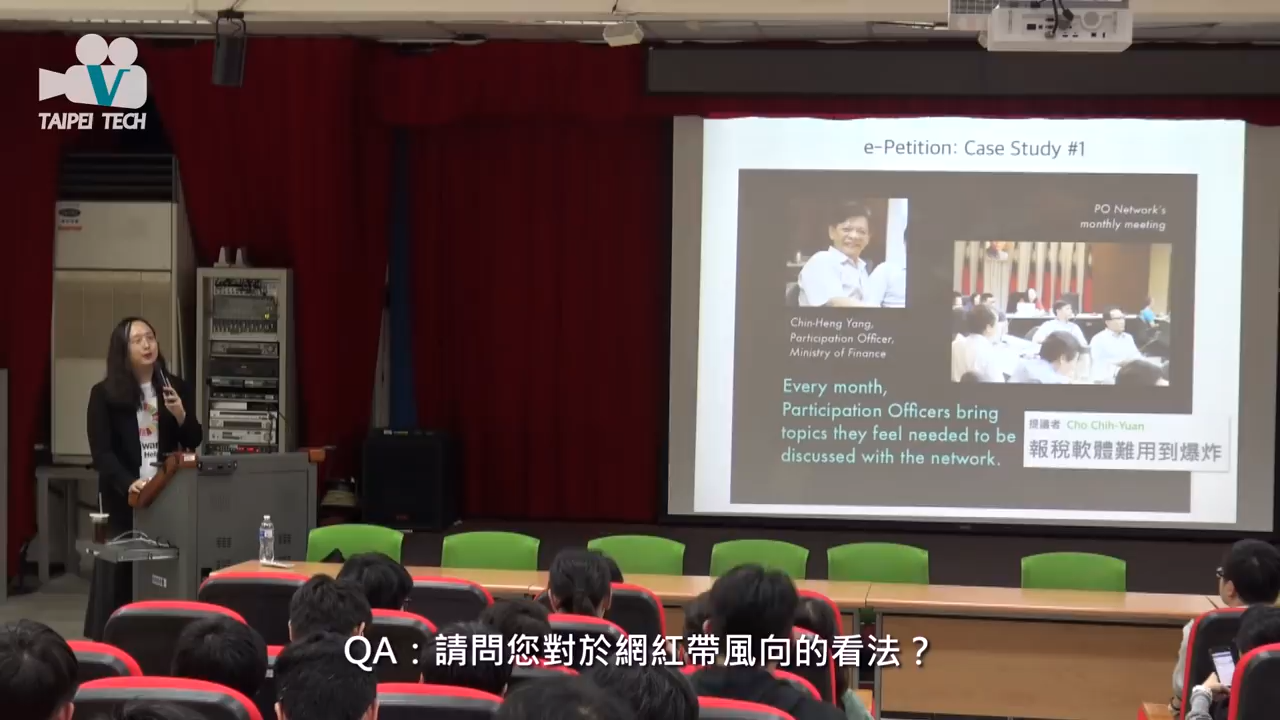 V
TAIPEI TECH
e-Petition: Case Study #1
PO Network's
monthly meeting
Chin-Heng Yang,
Participation Officer,
Ministry of Finance
Every month,
Participation Officers bring
topics they feel needed to be
discussed with the network.
提議者 Cho Chih-Yuan
報稅軟體難用到爆炸
QA：請問您對於網紅帶風向的看法？